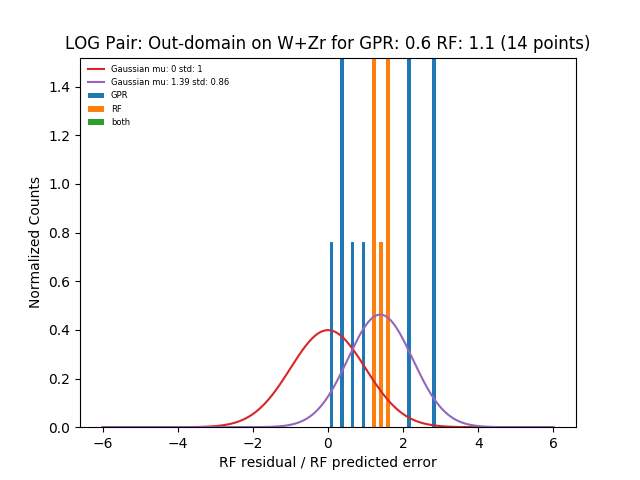 LOG Pair: Out-domain on W+Zr for GPR: 0.6 RF: 1.1 (14 points)
Gaussian mu: 0 std: 1
Gaussian mu: 1.39 std: 0.86
GPR
RF
both
1.4
1.2
1.0
0.8
0.6
0.4
0.2
0.0
Normalized Counts
−6
−4
−2
0
2
4
6
RF residual / RF predicted error